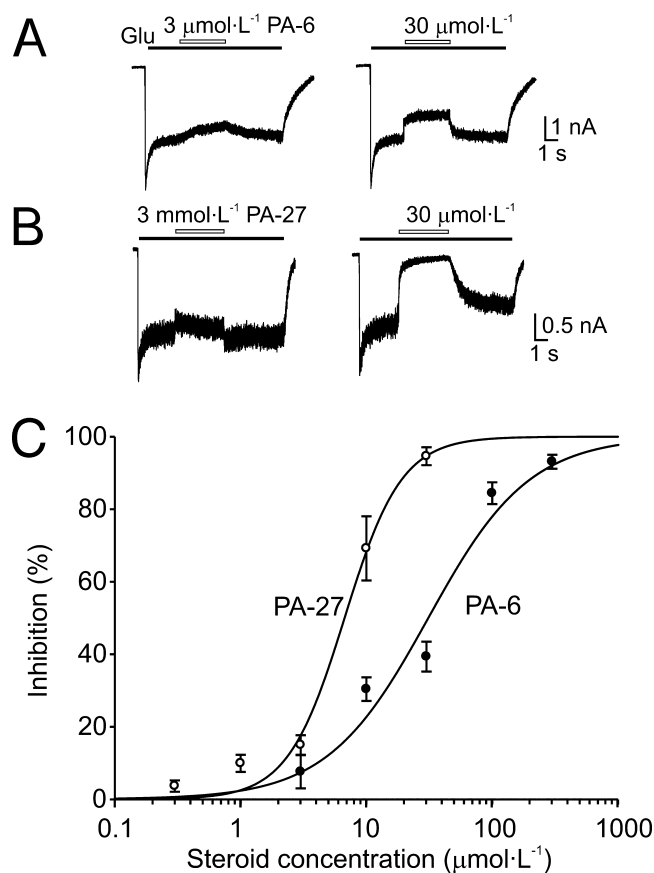 A
Glu 3 μmol·L⁻¹ PA-6 30 μmol·L⁻¹
1 nA
1 s
B
3 mmol·L⁻¹ PA-27 30 μmol·L⁻¹
0.5 nA
1 s
C
100
80
60
40
20
0
Inhibition (%)
PA-27
PA-6
0.1 1 10 100 1000
Steroid concentration (μmol·L⁻¹)